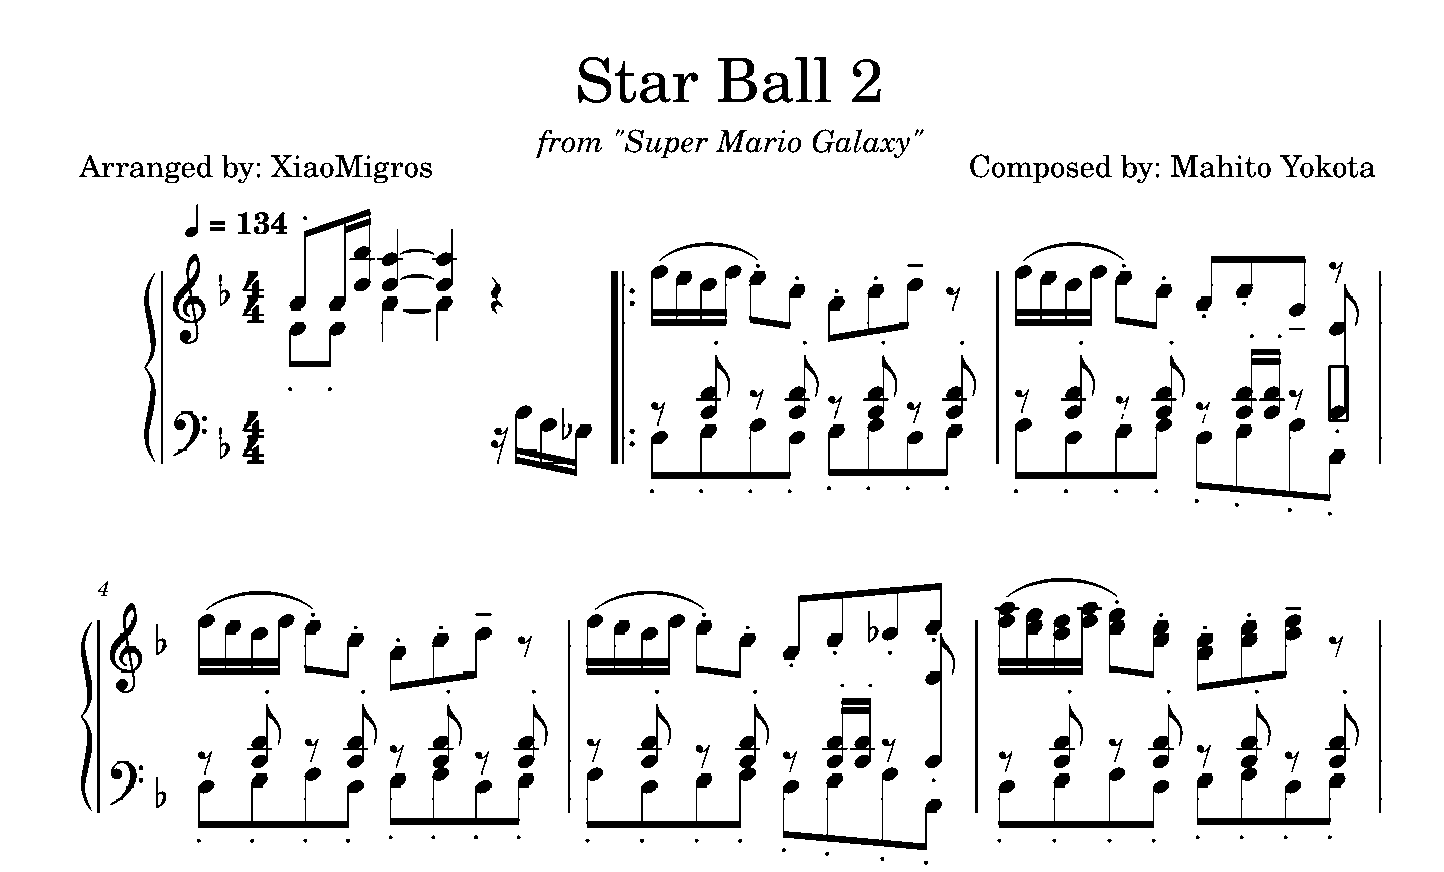 Star Ball 2
from "Super Mario Galaxy"
Arranged by: XiaoMigros
Composed by: Mahito Yokota
♩ = 134
4